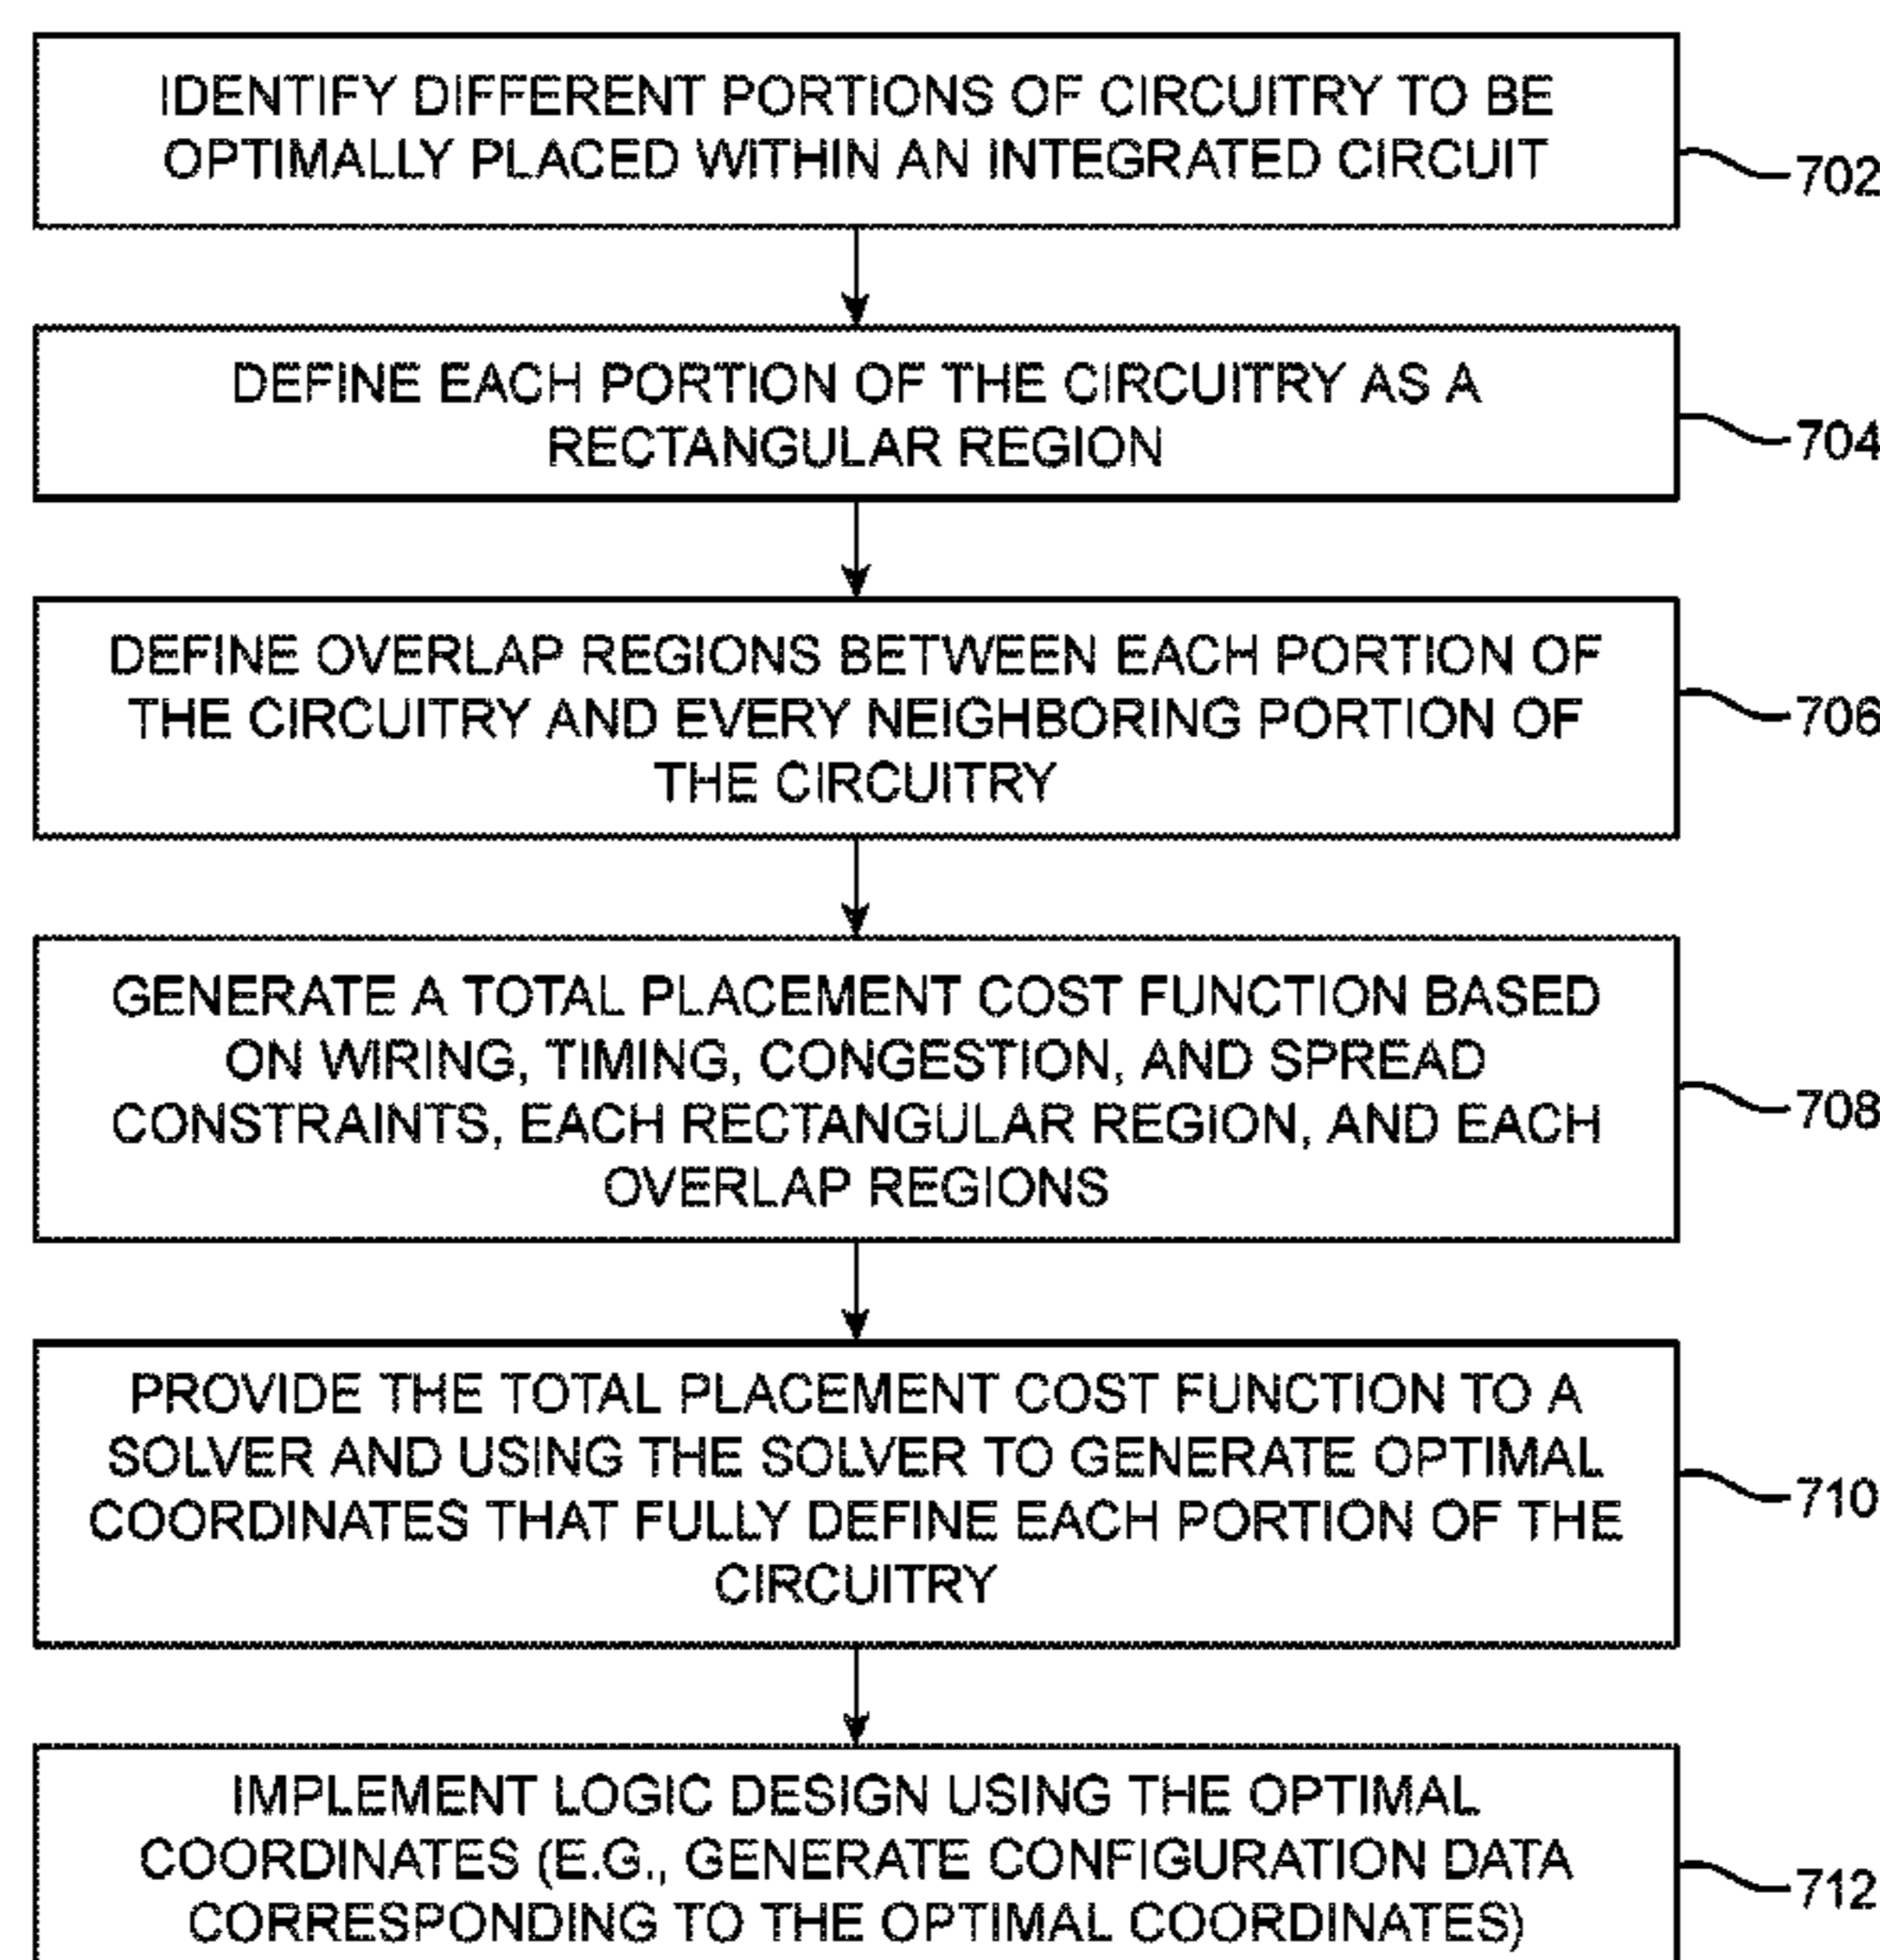 IDENTIFY DIFFERENT PORTIONS OF CIRCUITRY TO BE
OPTIMALLY PLACED WITHIN AN INTEGRATED CIRCUIT
702
DEFINE EACH PORTION OF THE CIRCUITRY AS A
RECTANGULAR REGION
704
DEFINE OVERLAP REGIONS BETWEEN EACH PORTION OF
THE CIRCUITRY AND EVERY NEIGHBORING PORTION OF
THE CIRCUITRY
706
GENERATE A TOTAL PLACEMENT COST FUNCTION BASED
ON WIRING, TIMING, CONGESTION, AND SPREAD
CONSTRAINTS, EACH RECTANGULAR REGION, AND EACH
OVERLAP REGIONS
708
PROVIDE THE TOTAL PLACEMENT COST FUNCTION TO A
SOLVER AND USING THE SOLVER TO GENERATE OPTIMAL
COORDINATES THAT FULLY DEFINE EACH PORTION OF THE
CIRCUITRY
710
IMPLEMENT LOGIC DESIGN USING THE OPTIMAL
COORDINATES (E.G., GENERATE CONFIGURATION DATA
CORRESPONDING TO THE OPTIMAL COORDINATES)
712